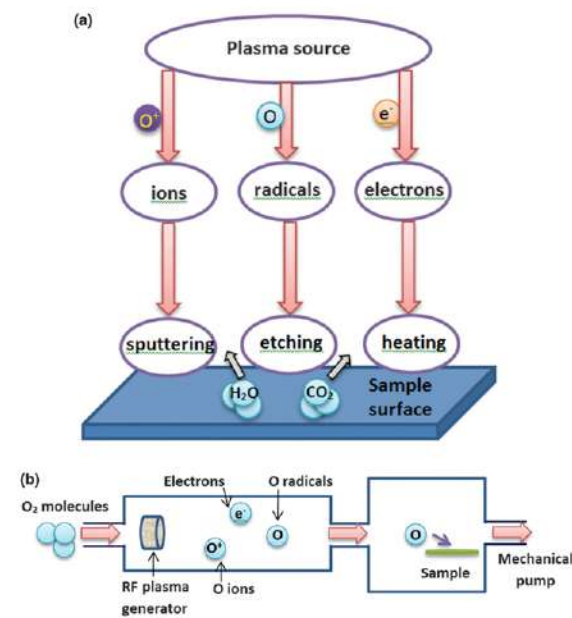 (a)
Plasma source
O⁺
O
e⁻
ions
radicals
electrons
sputtering
etching
heating
H₂O
CO₂
Sample
surface
(b)
Electrons
O radicals
O₂ molecules
e⁻
O
O⁺
O
RF plasma
generator
O ions
Sample
Mechanical
pump